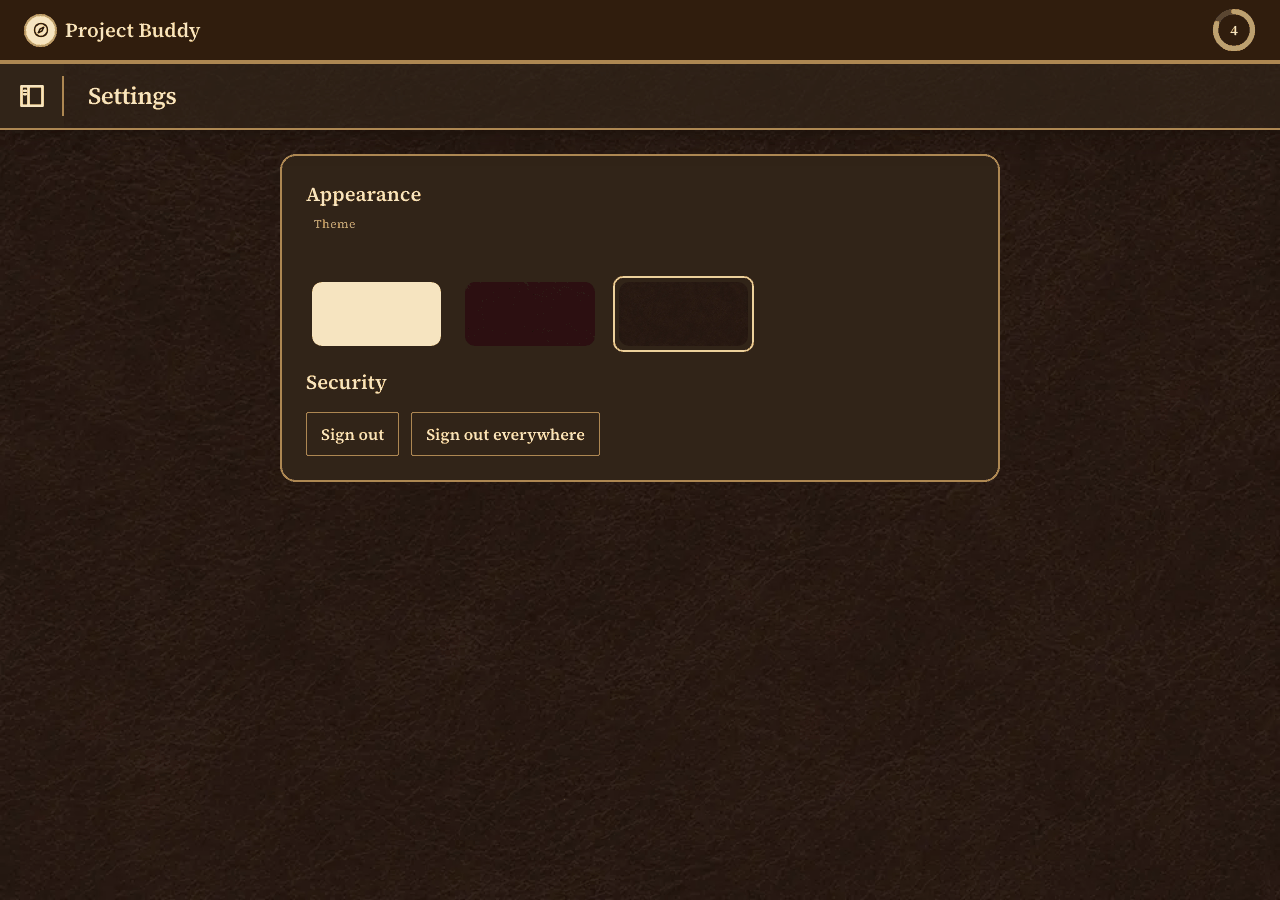 Project Buddy
4
Settings
Appearance
Theme
Security
Sign out
Sign out everywhere